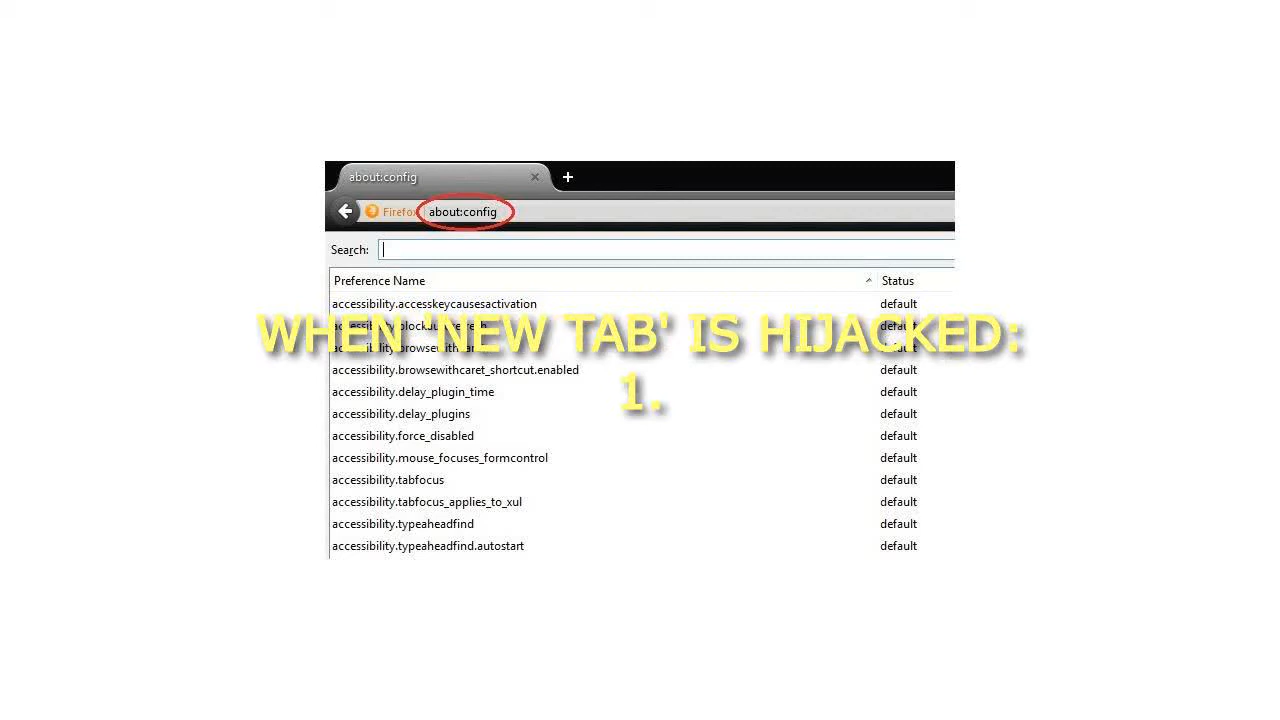 about:config
Firefox about:config
Search:
Preference Name Status
accessibility.accesskeycausesactivation default
WHEN 'NEW TAB' IS HIJACKED:
1.
accessibility.browsewithcaret_shortcut.enabled default
accessibility.delay_plugin_time default
accessibility.delay_plugins default
accessibility.force_disabled default
accessibility.mouse_focuses_formcontrol default
accessibility.tabfocus default
accessibility.tabfocus_applies_to_xul default
accessibility.typeaheadfind default
accessibility.typeaheadfind.autostart default